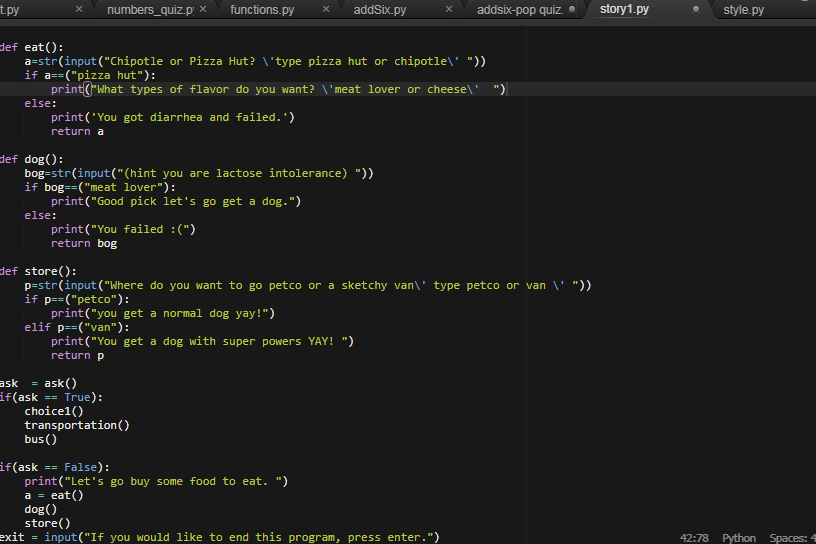 t.py numbers_quiz.py functions.py addSix.py addsix-pop quiz. story1.py style.py
def eat():
a=str(input("Chipotle or Pizza Hut? \'type pizza hut or chipotle\' "))
if a==("pizza hut"):
print("What types of flavor do you want? \'meat lover or cheese\'  ")
else:
print('You got diarrhea and failed.')
return a
def dog():
bog=str(input("(hint you are lactose intolerance) "))
if bog==("meat lover"):
print("Good pick let's go get a dog.")
else:
print("You failed :(")
return bog
def store():
p=str(input("Where do you want to go petco or a sketchy van\' type petco or van \' "))
if p==("petco"):
print("you get a normal dog yay!")
elif p==("van"):
print("You get a dog with super powers YAY! ")
return p
ask  = ask()
if(ask == True):
choice1()
transportation()
bus()
if(ask == False):
print("Let's go buy some food to eat. ")
a = eat()
dog()
store()
exit = input("If you would like to end this program, press enter.")
42:78 Python Spaces: 4